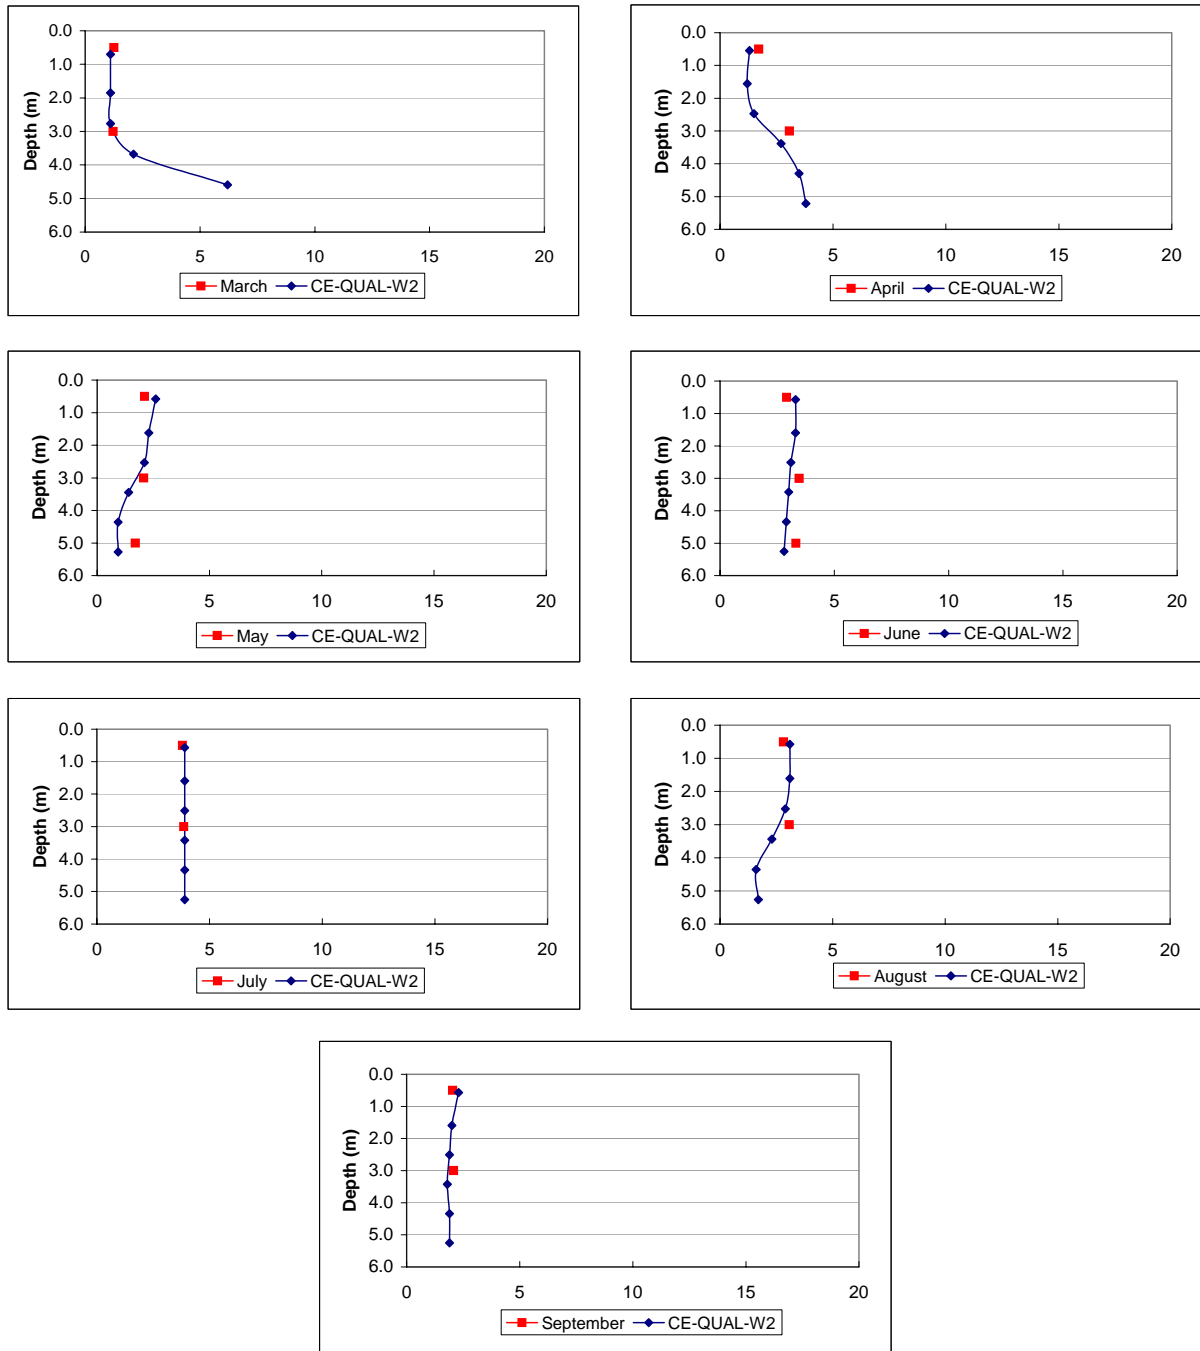 Depth (m)
0.0
1.0
2.0
3.0
4.0
5.0
6.0
0 5 10 15 20
March CE-QUAL-W2
Depth (m)
0.0
1.0
2.0
3.0
4.0
5.0
6.0
0 5 10 15 20
April CE-QUAL-W2
Depth (m)
0.0
1.0
2.0
3.0
4.0
5.0
6.0
0 5 10 15 20
May CE-QUAL-W2
Depth (m)
0.0
1.0
2.0
3.0
4.0
5.0
6.0
0 5 10 15 20
June CE-QUAL-W2
Depth (m)
0.0
1.0
2.0
3.0
4.0
5.0
6.0
0 5 10 15 20
July CE-QUAL-W2
Depth (m)
0.0
1.0
2.0
3.0
4.0
5.0
6.0
0 5 10 15 20
August CE-QUAL-W2
Depth (m)
0.0
1.0
2.0
3.0
4.0
5.0
6.0
0 5 10 15 20
September CE-QUAL-W2